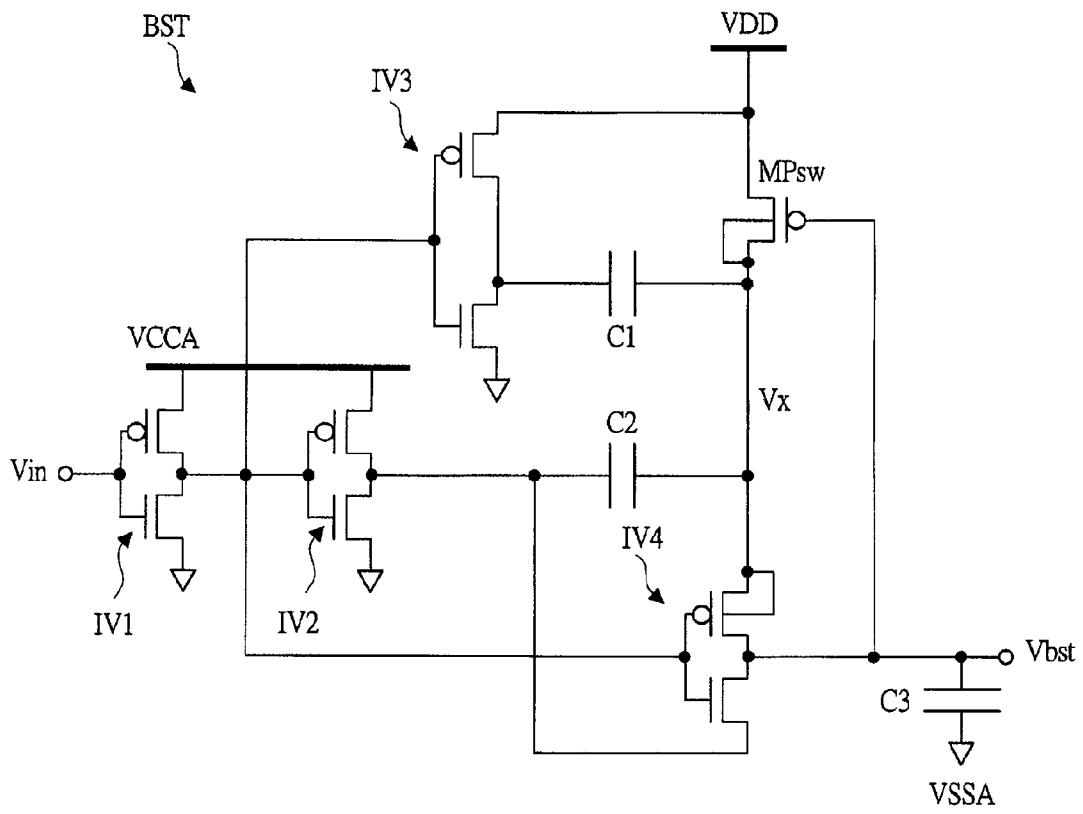 BST
VDD
IV3
MPsw
C1
VCCA
Vx
C2
Vin
IV4
IV1
IV2
Vbst
C3
VSSA